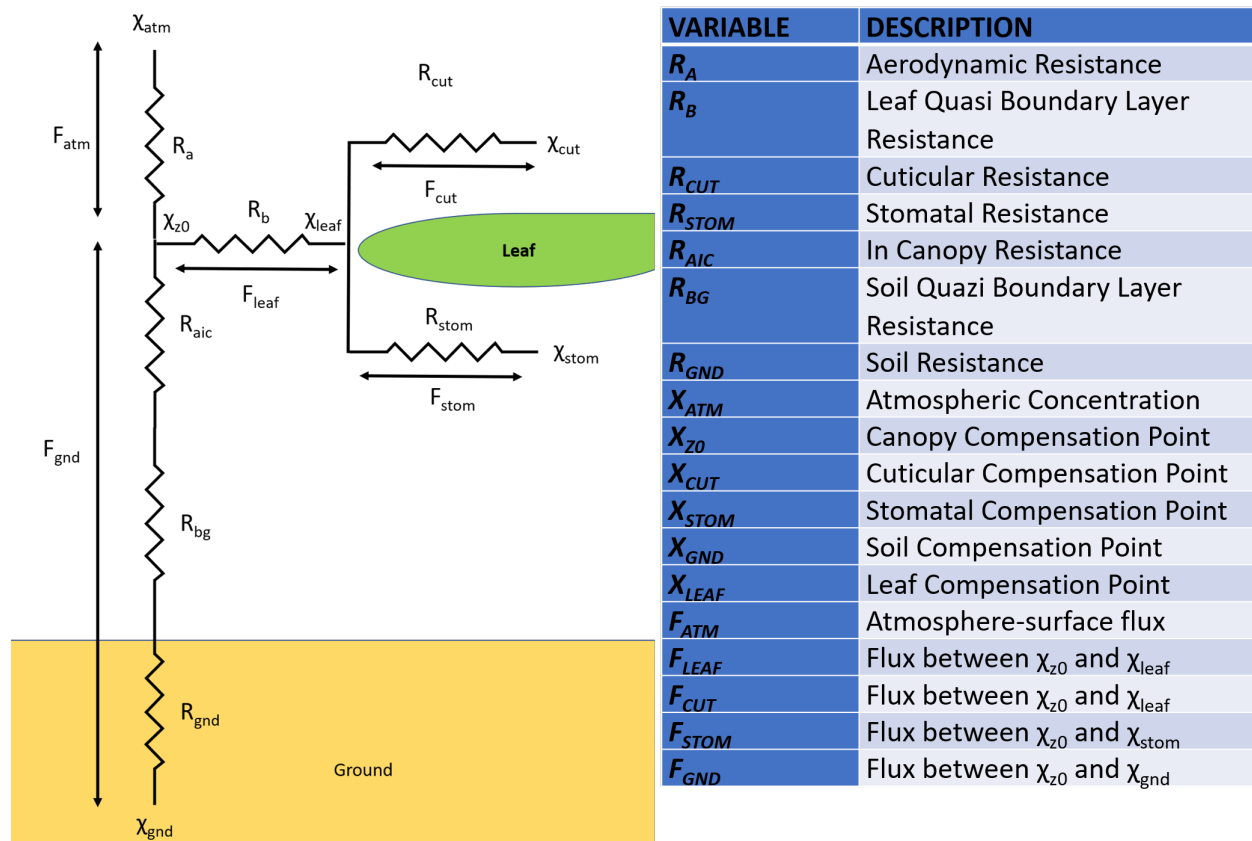 χatm
Ra
Fatm
Rcut
χcut
Fcut
χz0
Rb
χleaf
Fleaf
Leaf
Rstom
χstom
Fstom
Raic
Fgnd
Rbg
Rgnd
Ground
χgnd
VARIABLE DESCRIPTION
RA Aerodynamic Resistance
RB Leaf Quasi Boundary Layer
Resistance
RCUT Cuticular Resistance
RSTOM Stomatal Resistance
RAIC In Canopy Resistance
RBG Soil Quazi Boundary Layer
Resistance
RGND Soil Resistance
XATM Atmospheric Concentration
XZ0 Canopy Compensation Point
XCUT Cuticular Compensation Point
XSTOM Stomatal Compensation Point
XGND Soil Compensation Point
XLEAF Leaf Compensation Point
FATM Atmosphere-surface flux
FLEAF Flux between χz0 and χleaf
FCUT Flux between χz0 and χleaf
FSTOM Flux between χz0 and χstom
FGND Flux between χz0 and χgnd